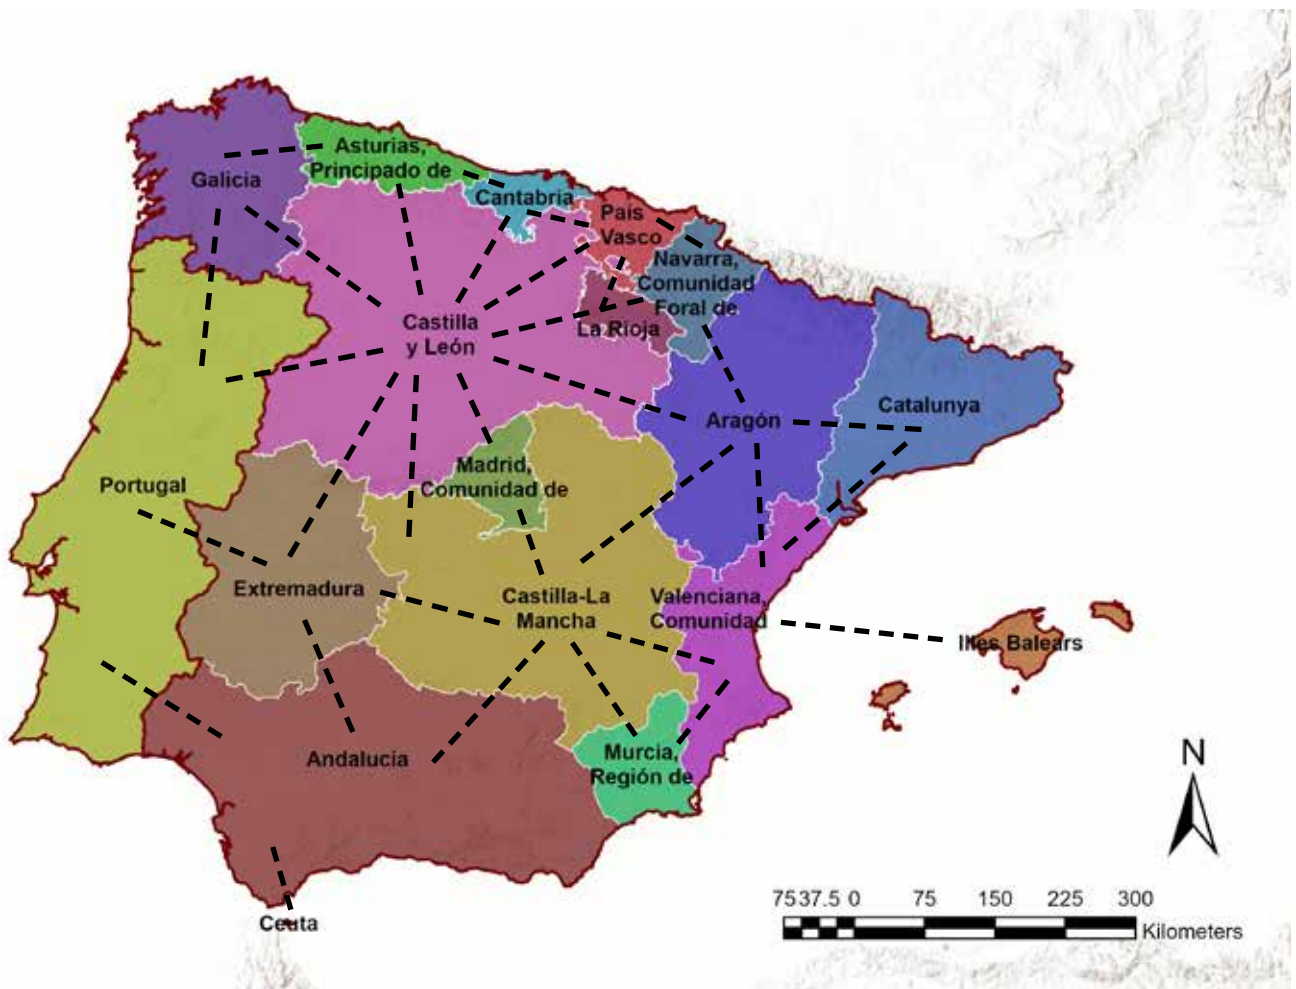 Asturias,
Principado de
Galicia
Cantabria
País
Vasco
Navarra,
Comunidad
Foral de
La Rioja
Castilla
y León
Aragón
Catalunya
Madrid,
Comunidad de
Portugal
Extremadura
Castilla-La
Mancha
Valenciana,
Comunidad
Illes Balears
Andalucía
Murcia,
Región de
Ceuta
N
75 37.5 0 75 150 225 300
Kilometers